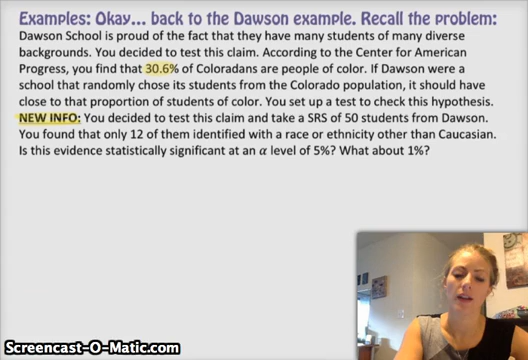 Examples: Okay... back to the Dawson example. Recall the problem:
Dawson School is proud of the fact that they have many students of many diverse
backgrounds. You decided to test this claim. According to the Center for American
Progress, you find that 30.6% of Coloradans are people of color. If Dawson were a
school that randomly chose its students from the Colorado population, it should have
close to that proportion of students of color. You set up a test to check this hypothesis.
NEW INFO: You decided to test this claim and take a SRS of 50 students from Dawson.
You found that only 12 of them identified with a race or ethnicity other than Caucasian.
Is this evidence statistically significant at an α level of 5%? What about 1%?
Screencast-O-Matic.com